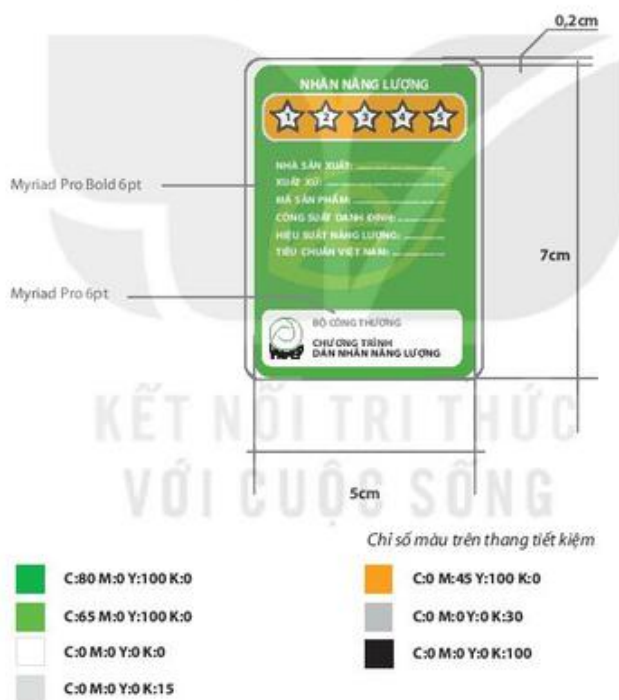 0,2cm
NHÃN NĂNG LƯỢNG
1 2 3 4 5
NHÀ SẢN XUẤT: ..........
XUẤT XỨ: ..........
MÃ SẢN PHẨM: ..........
CÔNG SUẤT DANH ĐỊNH: ..........
HIỆU SUẤT NĂNG LƯỢNG: ..........
TIÊU CHUẨN VIỆT NAM: ..........
Myriad Pro Bold 6pt
7cm
Myriad Pro 6pt
BỘ CÔNG THƯƠNG
CHƯƠNG TRÌNH
DÁN NHÃN NĂNG LƯỢNG
KẾT NỐI TRI THỨC
VỚI CUỘC SỐNG
5cm
Chỉ số màu trên thang tiết kiệm
C:80 M:0 Y:100 K:0
C:65 M:0 Y:100 K:0
C:0 M:0 Y:0 K:0
C:0 M:0 Y:0 K:15
C:0 M:45 Y:100 K:0
C:0 M:0 Y:0 K:30
C:0 M:0 Y:0 K:100